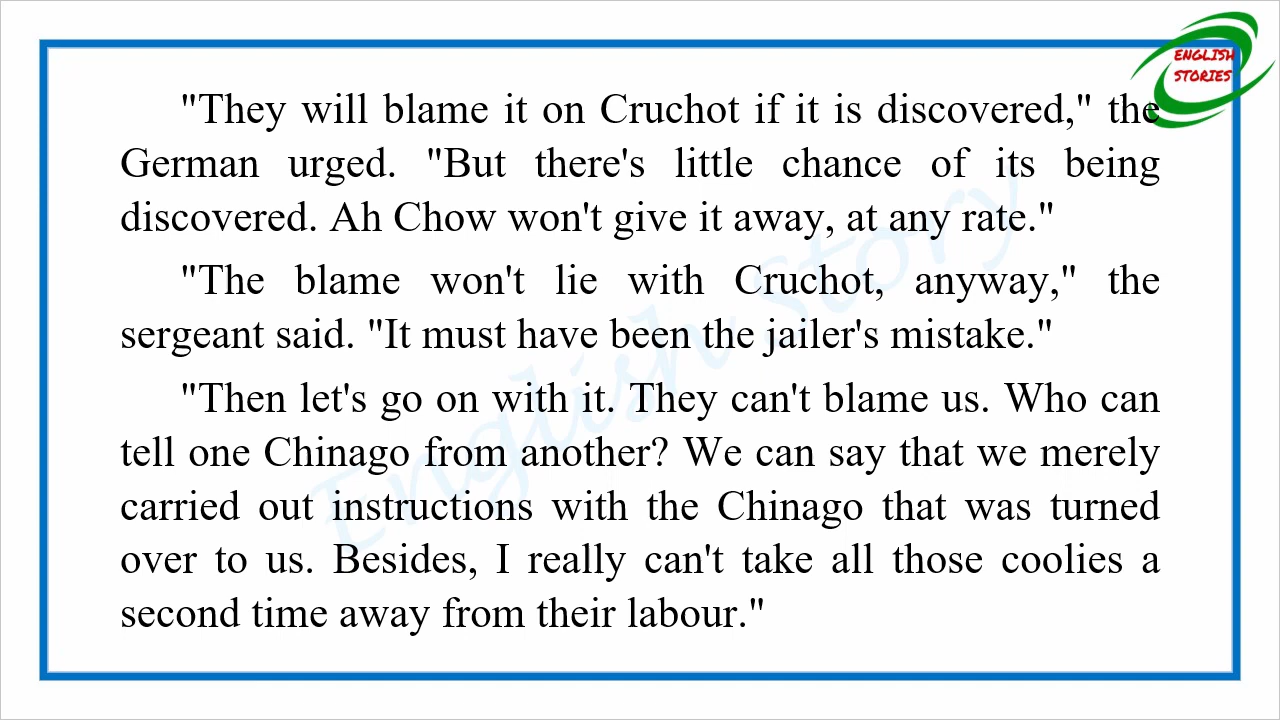 ENGLISH
STORIES
"They will blame it on Cruchot if it is discovered," the
German urged. "But there's little chance of its being
discovered. Ah Chow won't give it away, at any rate."
"The blame won't lie with Cruchot, anyway," the
sergeant said. "It must have been the jailer's mistake."
"Then let's go on with it. They can't blame us. Who can
tell one Chinago from another? We can say that we merely
carried out instructions with the Chinago that was turned
over to us. Besides, I really can't take all those coolies a
second time away from their labour."
English Story